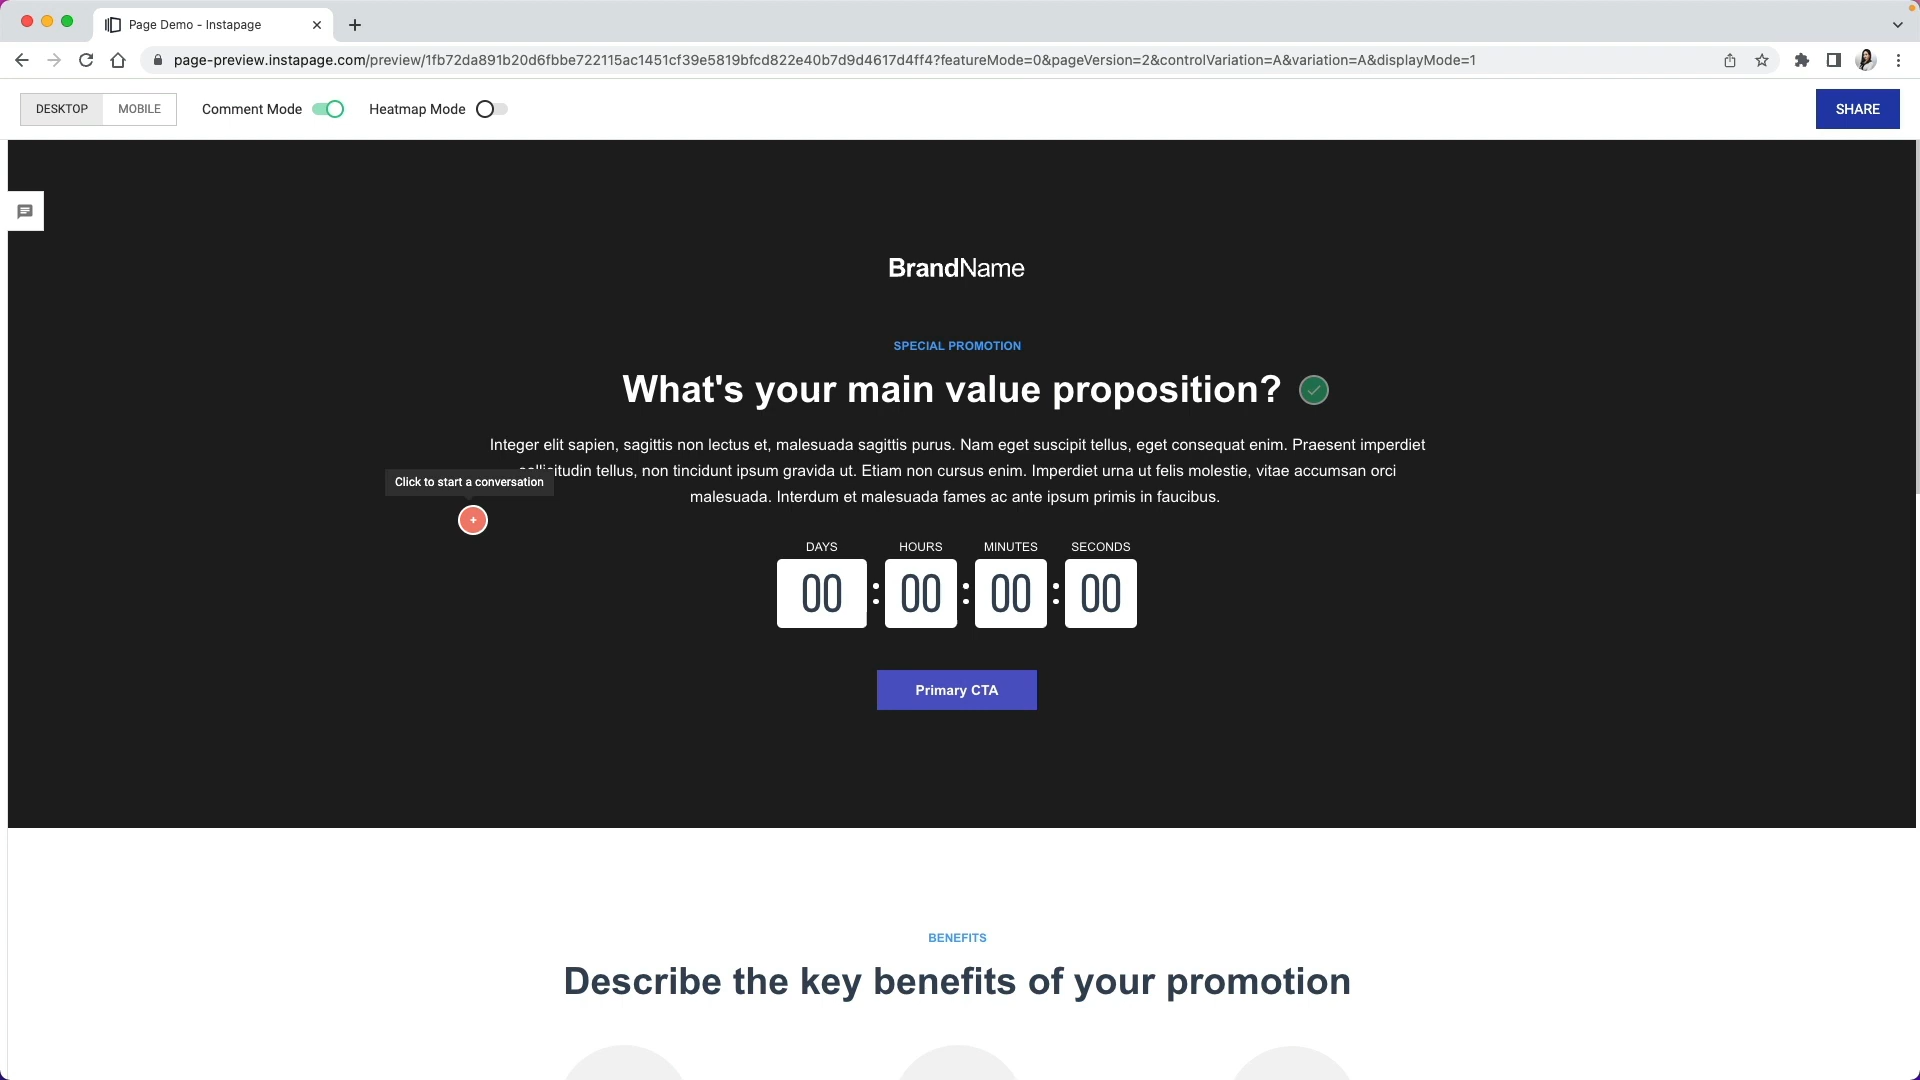 Page Demo - Instapage
page-preview.instapage.com/preview/1fb72da891b20d6fbbe722115ac1451cf39e5819bfcd822e40b7d9d4617d4ff4?featureMode=0&pageVersion=2&controlVariation=A&variation=A&displayMode=1
DESKTOP MOBILE Comment Mode Heatmap Mode SHARE
BrandName
SPECIAL PROMOTION
What's your main value proposition?
Integer elit sapien, sagittis non lectus et, malesuada sagittis purus. Nam eget suscipit tellus, eget consequat enim. Praesent imperdiet
tellus, non tincidunt ipsum gravida ut. Etiam non cursus enim. Imperdiet urna ut felis molestie, vitae accumsan orci
Click to start a conversation
malesuada. Interdum et malesuada fames ac ante ipsum primis in faucibus.
DAYS HOURS MINUTES SECONDS
00 : 00 : 00 : 00
Primary CTA
BENEFITS
Describe the key benefits of your promotion